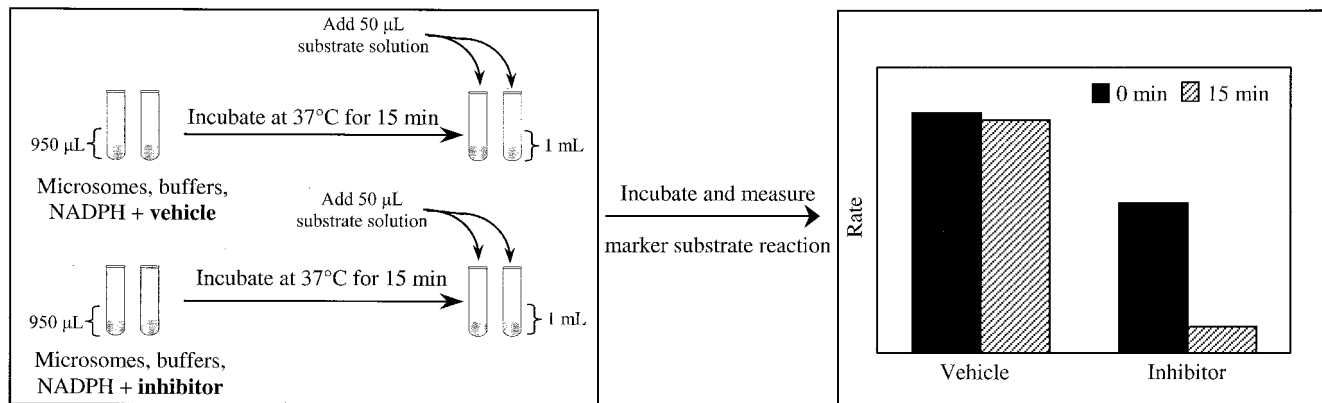 Add 50 μL
substrate solution
Incubate at 37°C for 15 min
950 μL
1 mL
Microsomes, buffers,
NADPH + vehicle
Add 50 μL
substrate solution
Incubate at 37°C for 15 min
950 μL
1 mL
Microsomes, buffers,
NADPH + inhibitor
Incubate and measure
marker substrate reaction
0 min 15 min
Rate
Vehicle Inhibitor